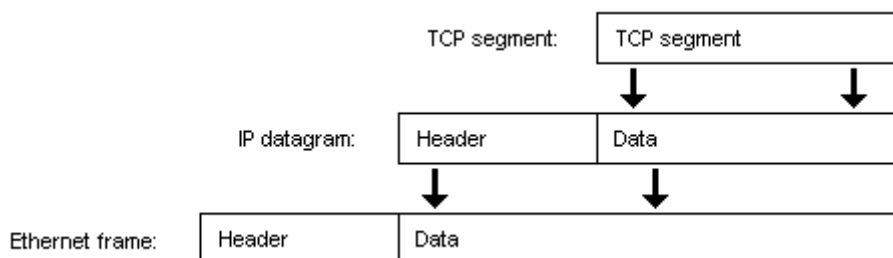 TCP segment: TCP segment
IP datagram: Header Data
Ethernet frame: Header Data